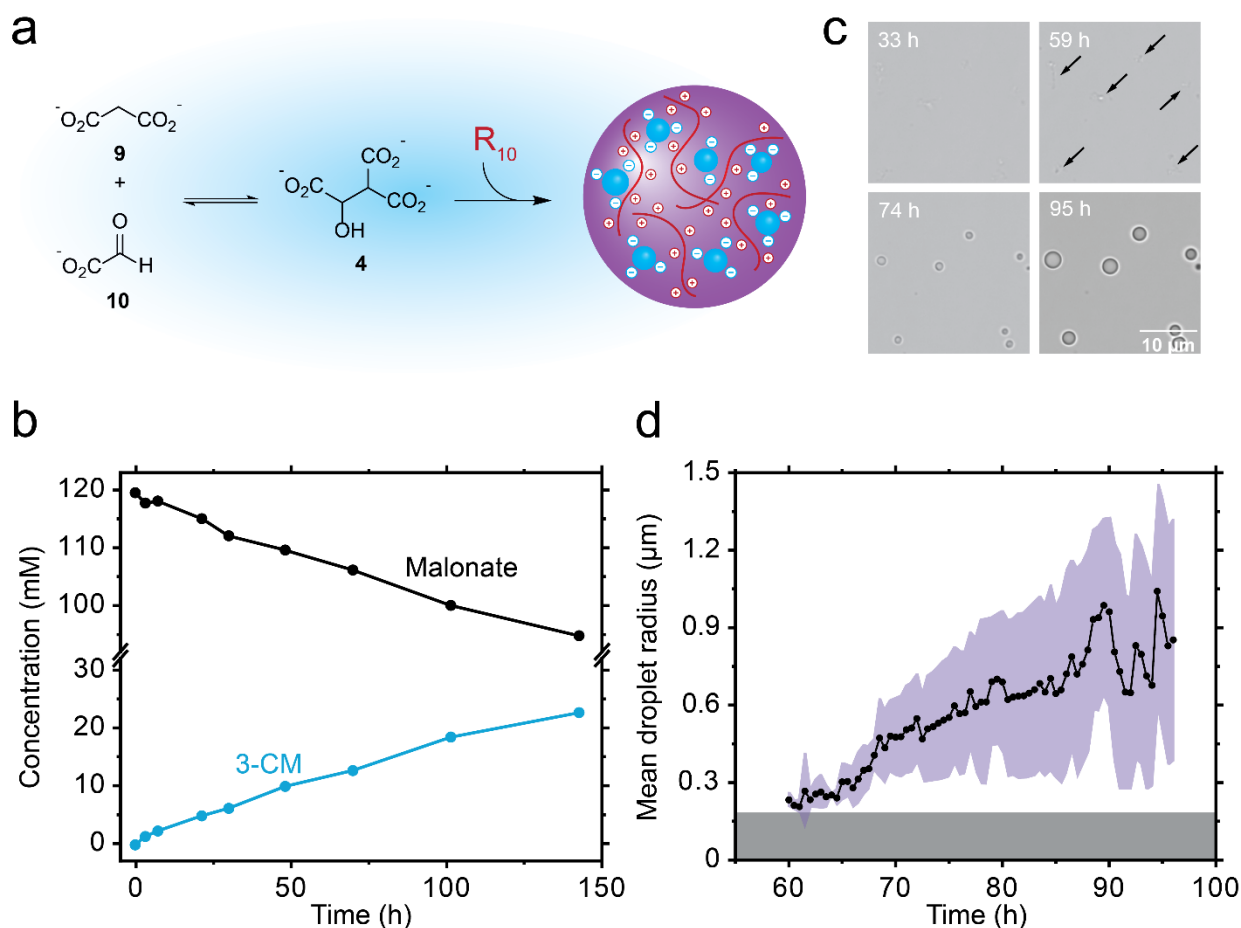 a
⁻O₂C CO₂⁻
9
+
O
⁻O₂C H
10
CO₂⁻
⁻O₂C CO₂⁻
OH
4
R₁₀
b
Concentration (mM)
120
110
100
30
20
10
0
Malonate
3-CM
0 50 100 150
Time (h)
c
33 h
59 h
74 h
95 h
10 µm
d
Mean droplet radius (µm)
1.5
1.2
0.9
0.6
0.3
0
60 70 80 90 100
Time (h)